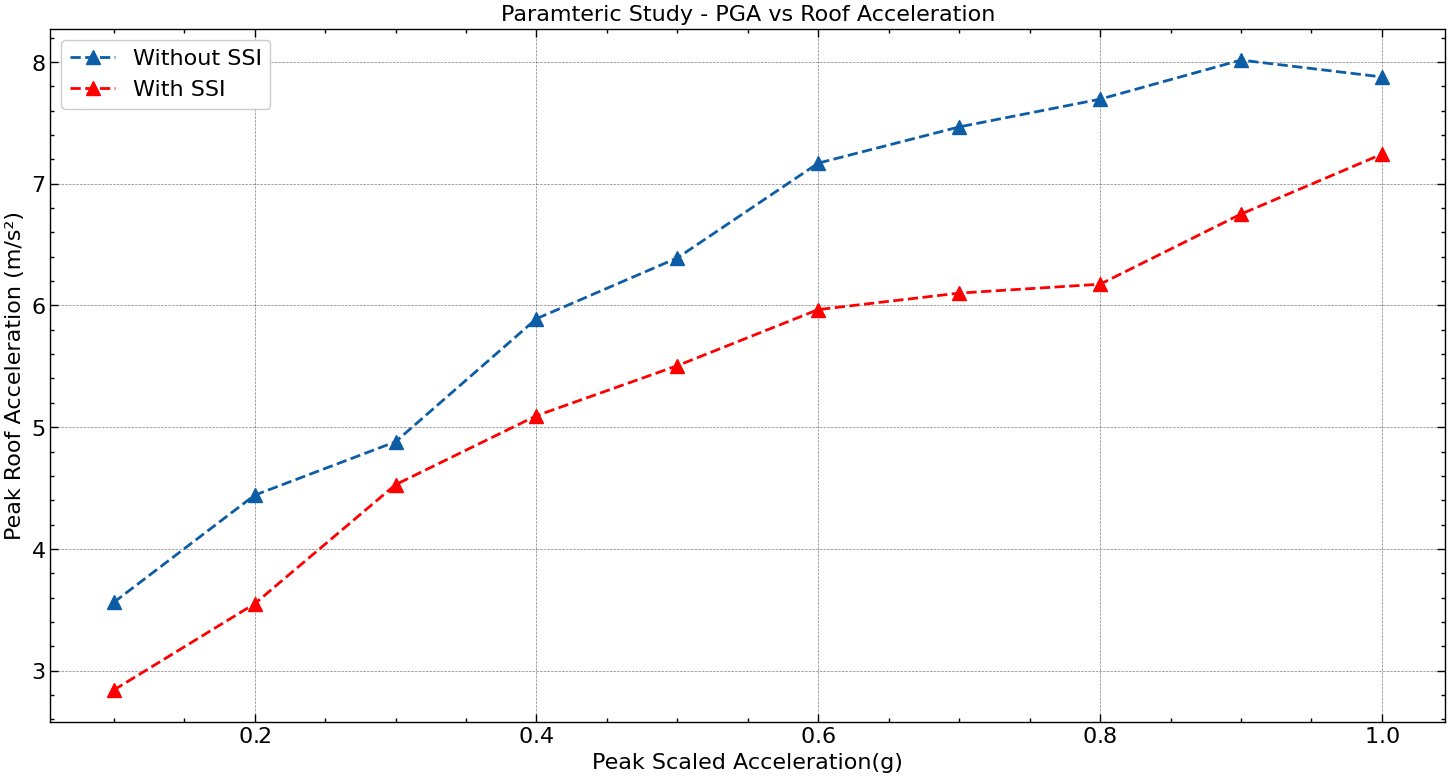 Paramteric Study - PGA vs Roof Acceleration
Without SSI
With SSI
8
7
6
5
4
3
Peak Roof Acceleration (m/s²)
0.2
0.4
0.6
0.8
1.0
Peak Scaled Acceleration(g)